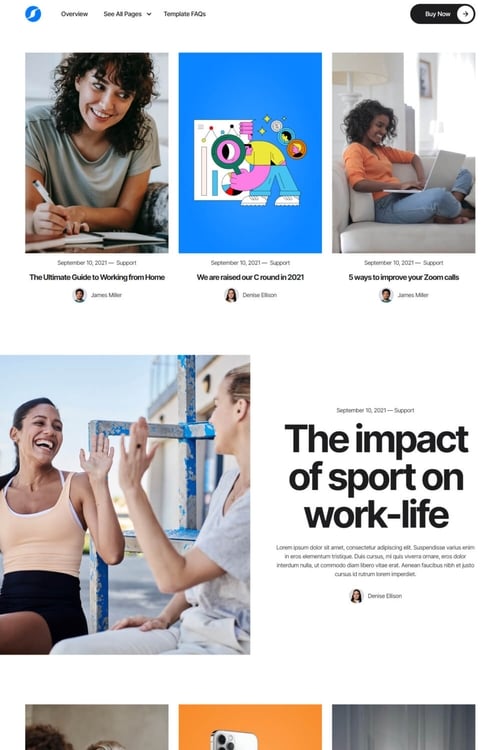 Overview
See All Pages
Template FAQs
Buy Now
September 10, 2021 — Support
The Ultimate Guide to Working from Home
James Miller
September 10, 2021 — Support
We are raised our C round in 2021
Denise Ellison
September 10, 2021 — Support
5 ways to improve your Zoom calls
James Miller
September 10, 2021 — Support
The impact
of sport on
work-life
Lorem ipsum dolor sit amet, consectetur adipiscing elit. Suspendisse varius enim
in eros elementum tristique. Duis cursus, mi quis viverra ornare, eros dolor
interdum nulla, ut commodo diam libero vitae erat. Aenean faucibus nibh et justo
cursus id rutrum lorem imperdiet.
Denise Ellison